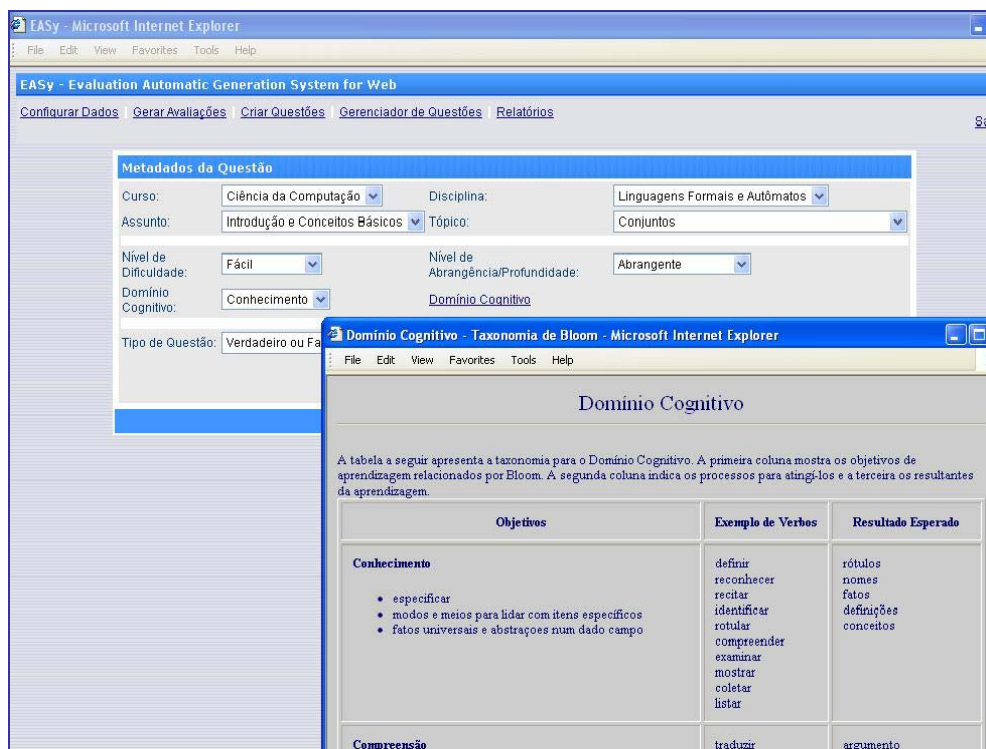 EASy - Microsoft Internet Explorer
File Edit View Favorites Tools Help
EASy - Evaluation Automatic Generation System for Web
Configurar Dados Gerar Avaliações Criar Questões Gerenciador de Questões Relatórios
Metadados da Questão
Curso: Ciência da Computação Disciplina: Linguagens Formais e Autômatos
Assunto: Introdução e Conceitos Básicos Tópico: Conjuntos
Nível de Dificuldade: Fácil Nível de Abrangência/Profundidade: Abrangente
Domínio Cognitivo: Conhecimento Domínio Cognitivo
Tipo de Questão: Verdadeiro ou Fa
Domínio Cognitivo - Taxonomia de Bloom - Microsoft Internet Explorer
File Edit View Favorites Tools Help
Domínio Cognitivo
A tabela a seguir apresenta a taxonomia para o Domínio Cognitivo. A primeira coluna mostra os objetivos de
aprendizagem relacionados por Bloom. A segunda coluna indica os processos para atingí-los e a terceira os resultantes
da aprendizagem.
Objetivos Exemplo de Verbos Resultado Esperado
Conhecimento
• especificar
• modos e meios para lidar com itens específicos
• fatos universais e abstraçoes num dado campo
definir
reconhecer
recitar
identificar
rotular
compreender
examinar
mostrar
coletar
listar
rótulos
nomes
fatos
definições
conceitos
Compreensão traduzir argumento